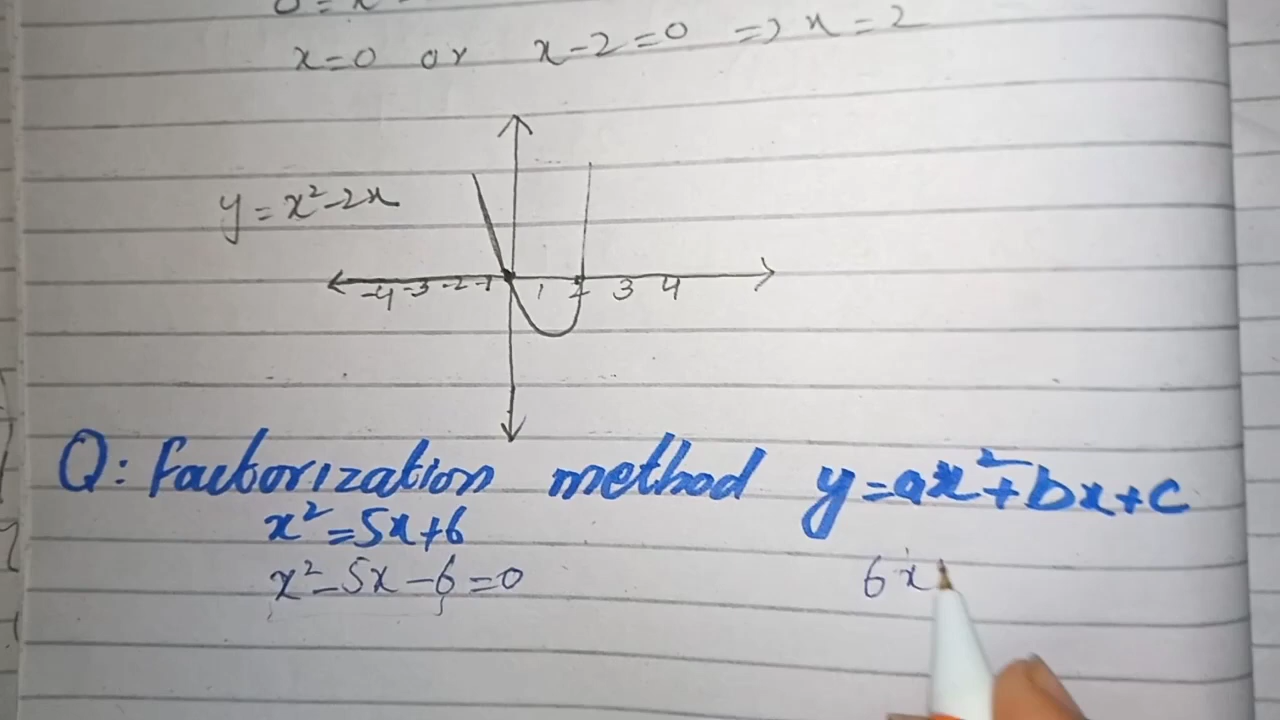 x=0 or x-2=0 => x=2
y=x²-2x
-4 -3 -2 -1 1 2 3 4
Q: Factorization method y=ax²+bx+c
x²=5x+6
x²-5x-6=0
6x